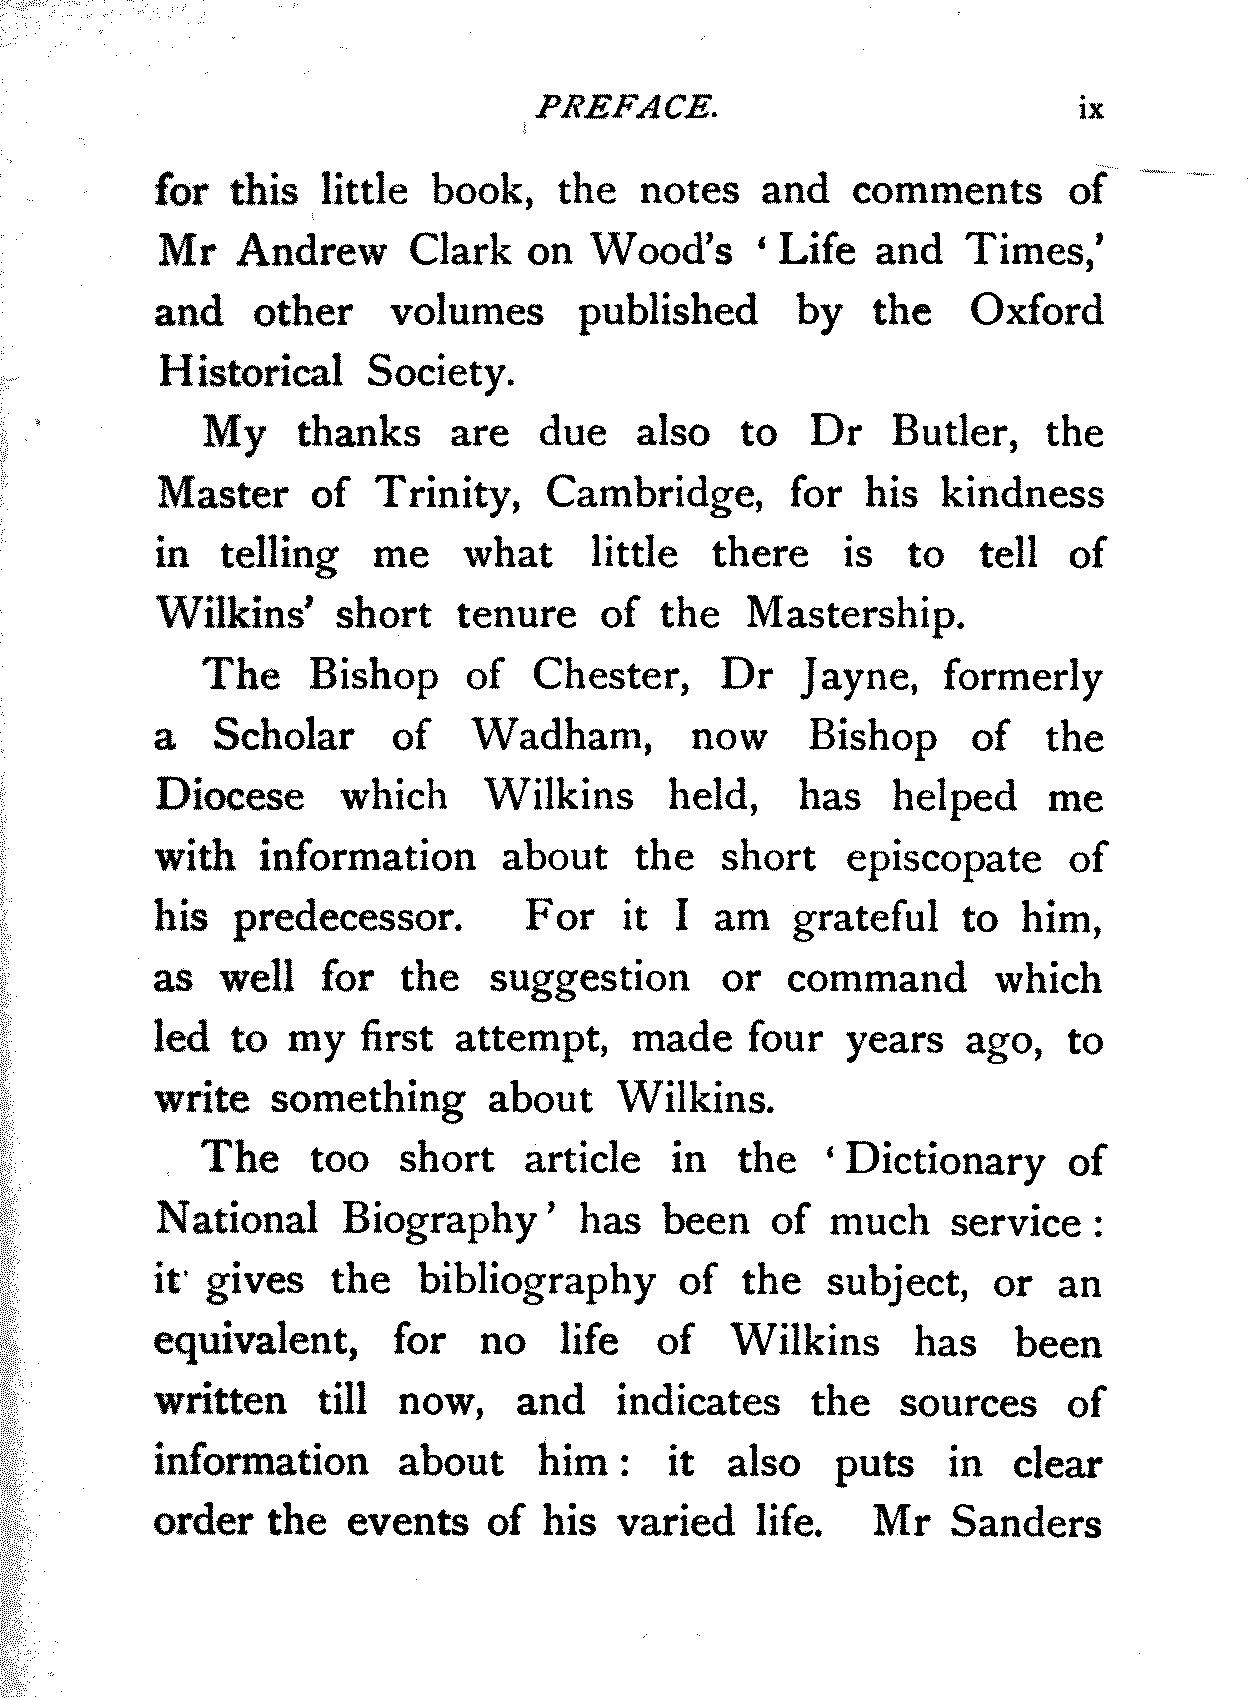 PREFACE. ix
for this little book, the notes and comments of
Mr Andrew Clark on Wood's ‘Life and Times,’
and other volumes published by the Oxford
Historical Society.
My thanks are due also to Dr Butler, the
Master of Trinity, Cambridge, for his kindness
in telling me what little there is to tell of
Wilkins’ short tenure of the Mastership.
The Bishop of Chester, Dr Jayne, formerly
a Scholar of Wadham, now Bishop of the
Diocese which Wilkins held, has helped me
with information about the short episcopate of
his predecessor. For it I am grateful to him,
as well for the suggestion or command which
led to my first attempt, made four years ago, to
write something about Wilkins.
The too short article in the ‘Dictionary of
National Biography’ has been of much service:
it gives the bibliography of the subject, or an
equivalent, for no life of Wilkins has been
written till now, and indicates the sources of
information about him: it also puts in clear
order the events of his varied life. Mr Sanders